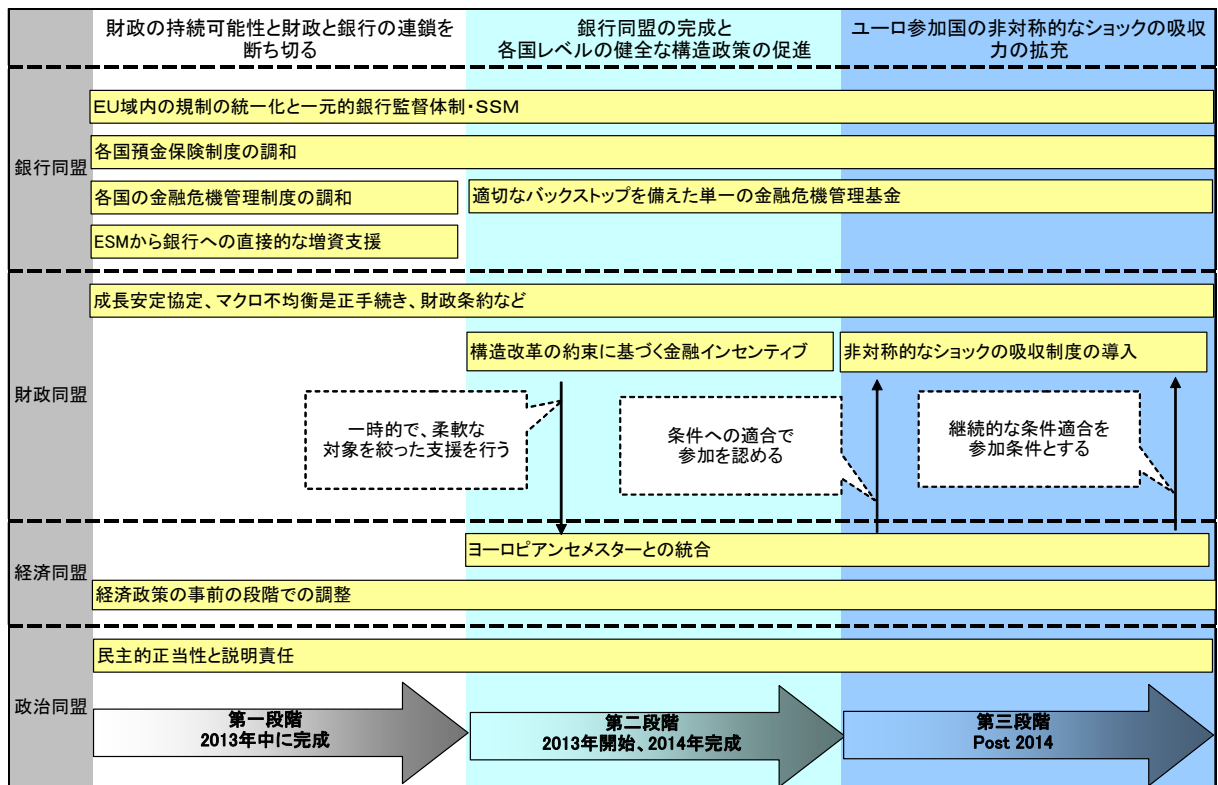 財政の持続可能性と財政と銀行の連鎖を
断ち切る
銀行同盟の完成と
各国レベルの健全な構造政策の促進
ユーロ参加国の非対称的なショックの吸収
力の拡充
銀行同盟
EU域内の規制の統一化と一元的銀行監督体制・SSM
各国預金保険制度の調和
各国の金融危機管理制度の調和
適切なバックストップを備えた単一の金融危機管理基金
ESMから銀行への直接的な増資支援
財政同盟
成長安定協定、マクロ不均衡是正手続き、財政条約など
構造改革の約束に基づく金融インセンティブ
非対称的なショックの吸収制度の導入
一時的で、柔軟な
対象を絞った支援を行う
条件への適合で
参加を認める
継続的な条件適合を
参加条件とする
経済同盟
ヨーロピアンセメスターとの統合
経済政策の事前の段階での調整
政治同盟
民主的正当性と説明責任
第一段階
2013年中に完成
第二段階
2013年開始、2014年完成
第三段階
Post 2014